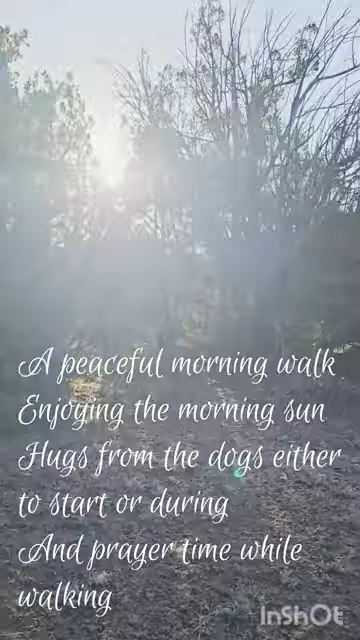 A peaceful morning walk
Enjoying the morning sun
Hugs from the dogs either
to start or during
And prayer time while
walking
InShOt